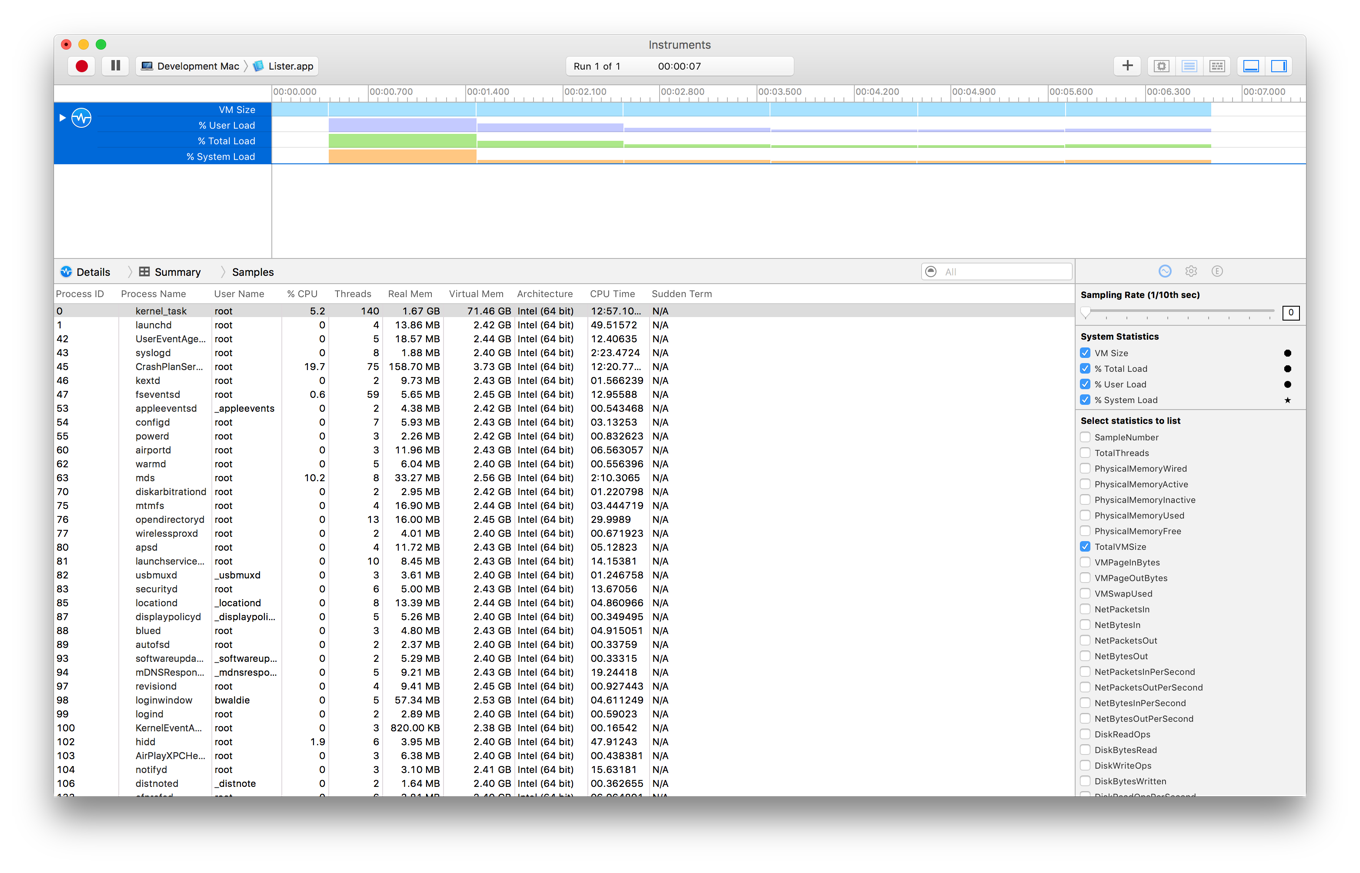 Instruments
Development Mac Lister.app Run 1 of 1 00:00:07
00:00.000 00:00.700 00:01.400 00:02.100 00:02.800 00:03.500 00:04.200 00:04.900 00:05.600 00:06.300 00:07.000
VM Size
% User Load
% Total Load
% System Load
Details Summary Samples All
Process ID Process Name User Name % CPU Threads Real Mem Virtual Mem Architecture CPU Time Sudden Term
0 kernel_task root 5.2 140 1.67 GB 71.46 GB Intel (64 bit) 12:57.10... N/A
1 launchd root 0 4 13.86 MB 2.42 GB Intel (64 bit) 49.51572 N/A
42 UserEventAge... root 0 5 18.57 MB 2.44 GB Intel (64 bit) 12.40635 N/A
43 syslogd root 0 8 1.88 MB 2.40 GB Intel (64 bit) 2:23.4724 N/A
45 CrashPlanSer... root 19.7 75 158.70 MB 3.73 GB Intel (64 bit) 12:20.77... N/A
46 kextd root 0 2 9.73 MB 2.43 GB Intel (64 bit) 01.566239 N/A
47 fseventsd root 0.6 59 5.65 MB 2.45 GB Intel (64 bit) 12.95588 N/A
53 appleeventsd _appleevents 0 2 4.38 MB 2.42 GB Intel (64 bit) 00.543468 N/A
54 configd root 0 7 5.93 MB 2.43 GB Intel (64 bit) 03.13253 N/A
55 powerd root 0 3 2.26 MB 2.42 GB Intel (64 bit) 00.832623 N/A
60 airportd root 0 3 11.96 MB 2.43 GB Intel (64 bit) 06.563057 N/A
62 warmd root 0 5 6.04 MB 2.40 GB Intel (64 bit) 00.556396 N/A
63 mds root 10.2 8 33.27 MB 2.56 GB Intel (64 bit) 2:10.3065 N/A
70 diskarbitrationd root 0 2 2.95 MB 2.42 GB Intel (64 bit) 01.220798 N/A
75 mtmfs root 0 4 16.90 MB 2.44 GB Intel (64 bit) 03.444719 N/A
76 opendirectoryd root 0 13 16.00 MB 2.45 GB Intel (64 bit) 29.9989 N/A
77 wirelessproxd root 0 2 4.01 MB 2.40 GB Intel (64 bit) 00.671923 N/A
80 apsd root 0 4 11.72 MB 2.43 GB Intel (64 bit) 05.12823 N/A
81 launchservice... root 0 10 8.45 MB 2.43 GB Intel (64 bit) 14.15381 N/A
82 usbmuxd _usbmuxd 0 3 3.61 MB 2.40 GB Intel (64 bit) 01.246758 N/A
83 securityd root 0 6 5.00 MB 2.43 GB Intel (64 bit) 13.67056 N/A
85 locationd _locationd 0 8 13.39 MB 2.44 GB Intel (64 bit) 04.860966 N/A
87 displaypolicyd _displaypoli... 0 5 5.26 MB 2.40 GB Intel (64 bit) 00.349495 N/A
88 blued root 0 3 4.80 MB 2.43 GB Intel (64 bit) 04.915051 N/A
89 autofsd root 0 2 2.37 MB 2.40 GB Intel (64 bit) 00.33759 N/A
93 softwareupda... _softwareup... 0 2 5.29 MB 2.40 GB Intel (64 bit) 00.33315 N/A
94 mDNSRespon... _mdnsrespo... 0 5 9.21 MB 2.43 GB Intel (64 bit) 19.24418 N/A
97 revisiond root 0 4 9.41 MB 2.45 GB Intel (64 bit) 00.927443 N/A
98 loginwindow bwaldie 0 5 57.34 MB 2.53 GB Intel (64 bit) 04.611249 N/A
99 logind root 0 2 2.89 MB 2.40 GB Intel (64 bit) 00.59023 N/A
100 KernelEventA... root 0 3 820.00 KB 2.38 GB Intel (64 bit) 00.16542 N/A
102 hidd root 1.9 6 3.95 MB 2.40 GB Intel (64 bit) 47.91243 N/A
103 AirPlayXPCHe... root 0 3 6.38 MB 2.40 GB Intel (64 bit) 00.438381 N/A
104 notifyd root 0 3 3.10 MB 2.41 GB Intel (64 bit) 15.63181 N/A
106 distnoted _distnote 0 2 1.64 MB 2.40 GB Intel (64 bit) 00.362655 N/A
Sampling Rate (1/10th sec)
0
System Statistics
VM Size
% Total Load
% User Load
% System Load
Select statistics to list
SampleNumber
TotalThreads
PhysicalMemoryWired
PhysicalMemoryActive
PhysicalMemoryInactive
PhysicalMemoryUsed
PhysicalMemoryFree
TotalVMSize
VMPageInBytes
VMPageOutBytes
VMSwapUsed
NetPacketsIn
NetBytesIn
NetPacketsOut
NetBytesOut
NetPacketsInPerSecond
NetPacketsOutPerSecond
NetBytesInPerSecond
NetBytesOutPerSecond
DiskReadOps
DiskBytesRead
DiskWriteOps
DiskBytesWritten
DiskReadOpsPerSecond